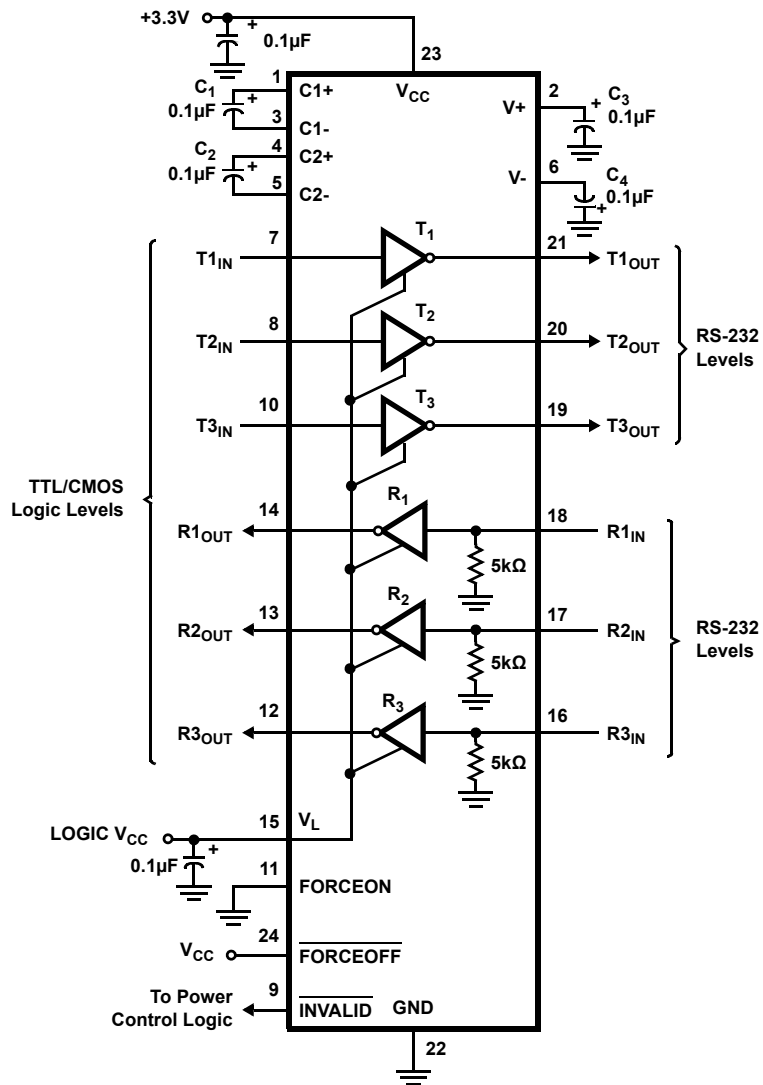 +3.3V
0.1µF
23
1
C1+
VCC
C1
0.1µF
3
C1-
2
V+
C3
0.1µF
4
C2+
C2
0.1µF
5
C2-
6
V-
C4
0.1µF
T1
7
T1IN
21
T1OUT
T2
8
T2IN
20
T2OUT
RS-232
Levels
T3
10
T3IN
19
T3OUT
TTL/CMOS
Logic Levels
R1
14
R1OUT
18
R1IN
5kΩ
R2
13
R2OUT
17
R2IN
5kΩ
RS-232
Levels
R3
12
R3OUT
16
R3IN
5kΩ
LOGIC VCC
15
VL
0.1µF
11
FORCEON
24
VCC
FORCEOFF
9
To Power
Control Logic
INVALID
GND
22